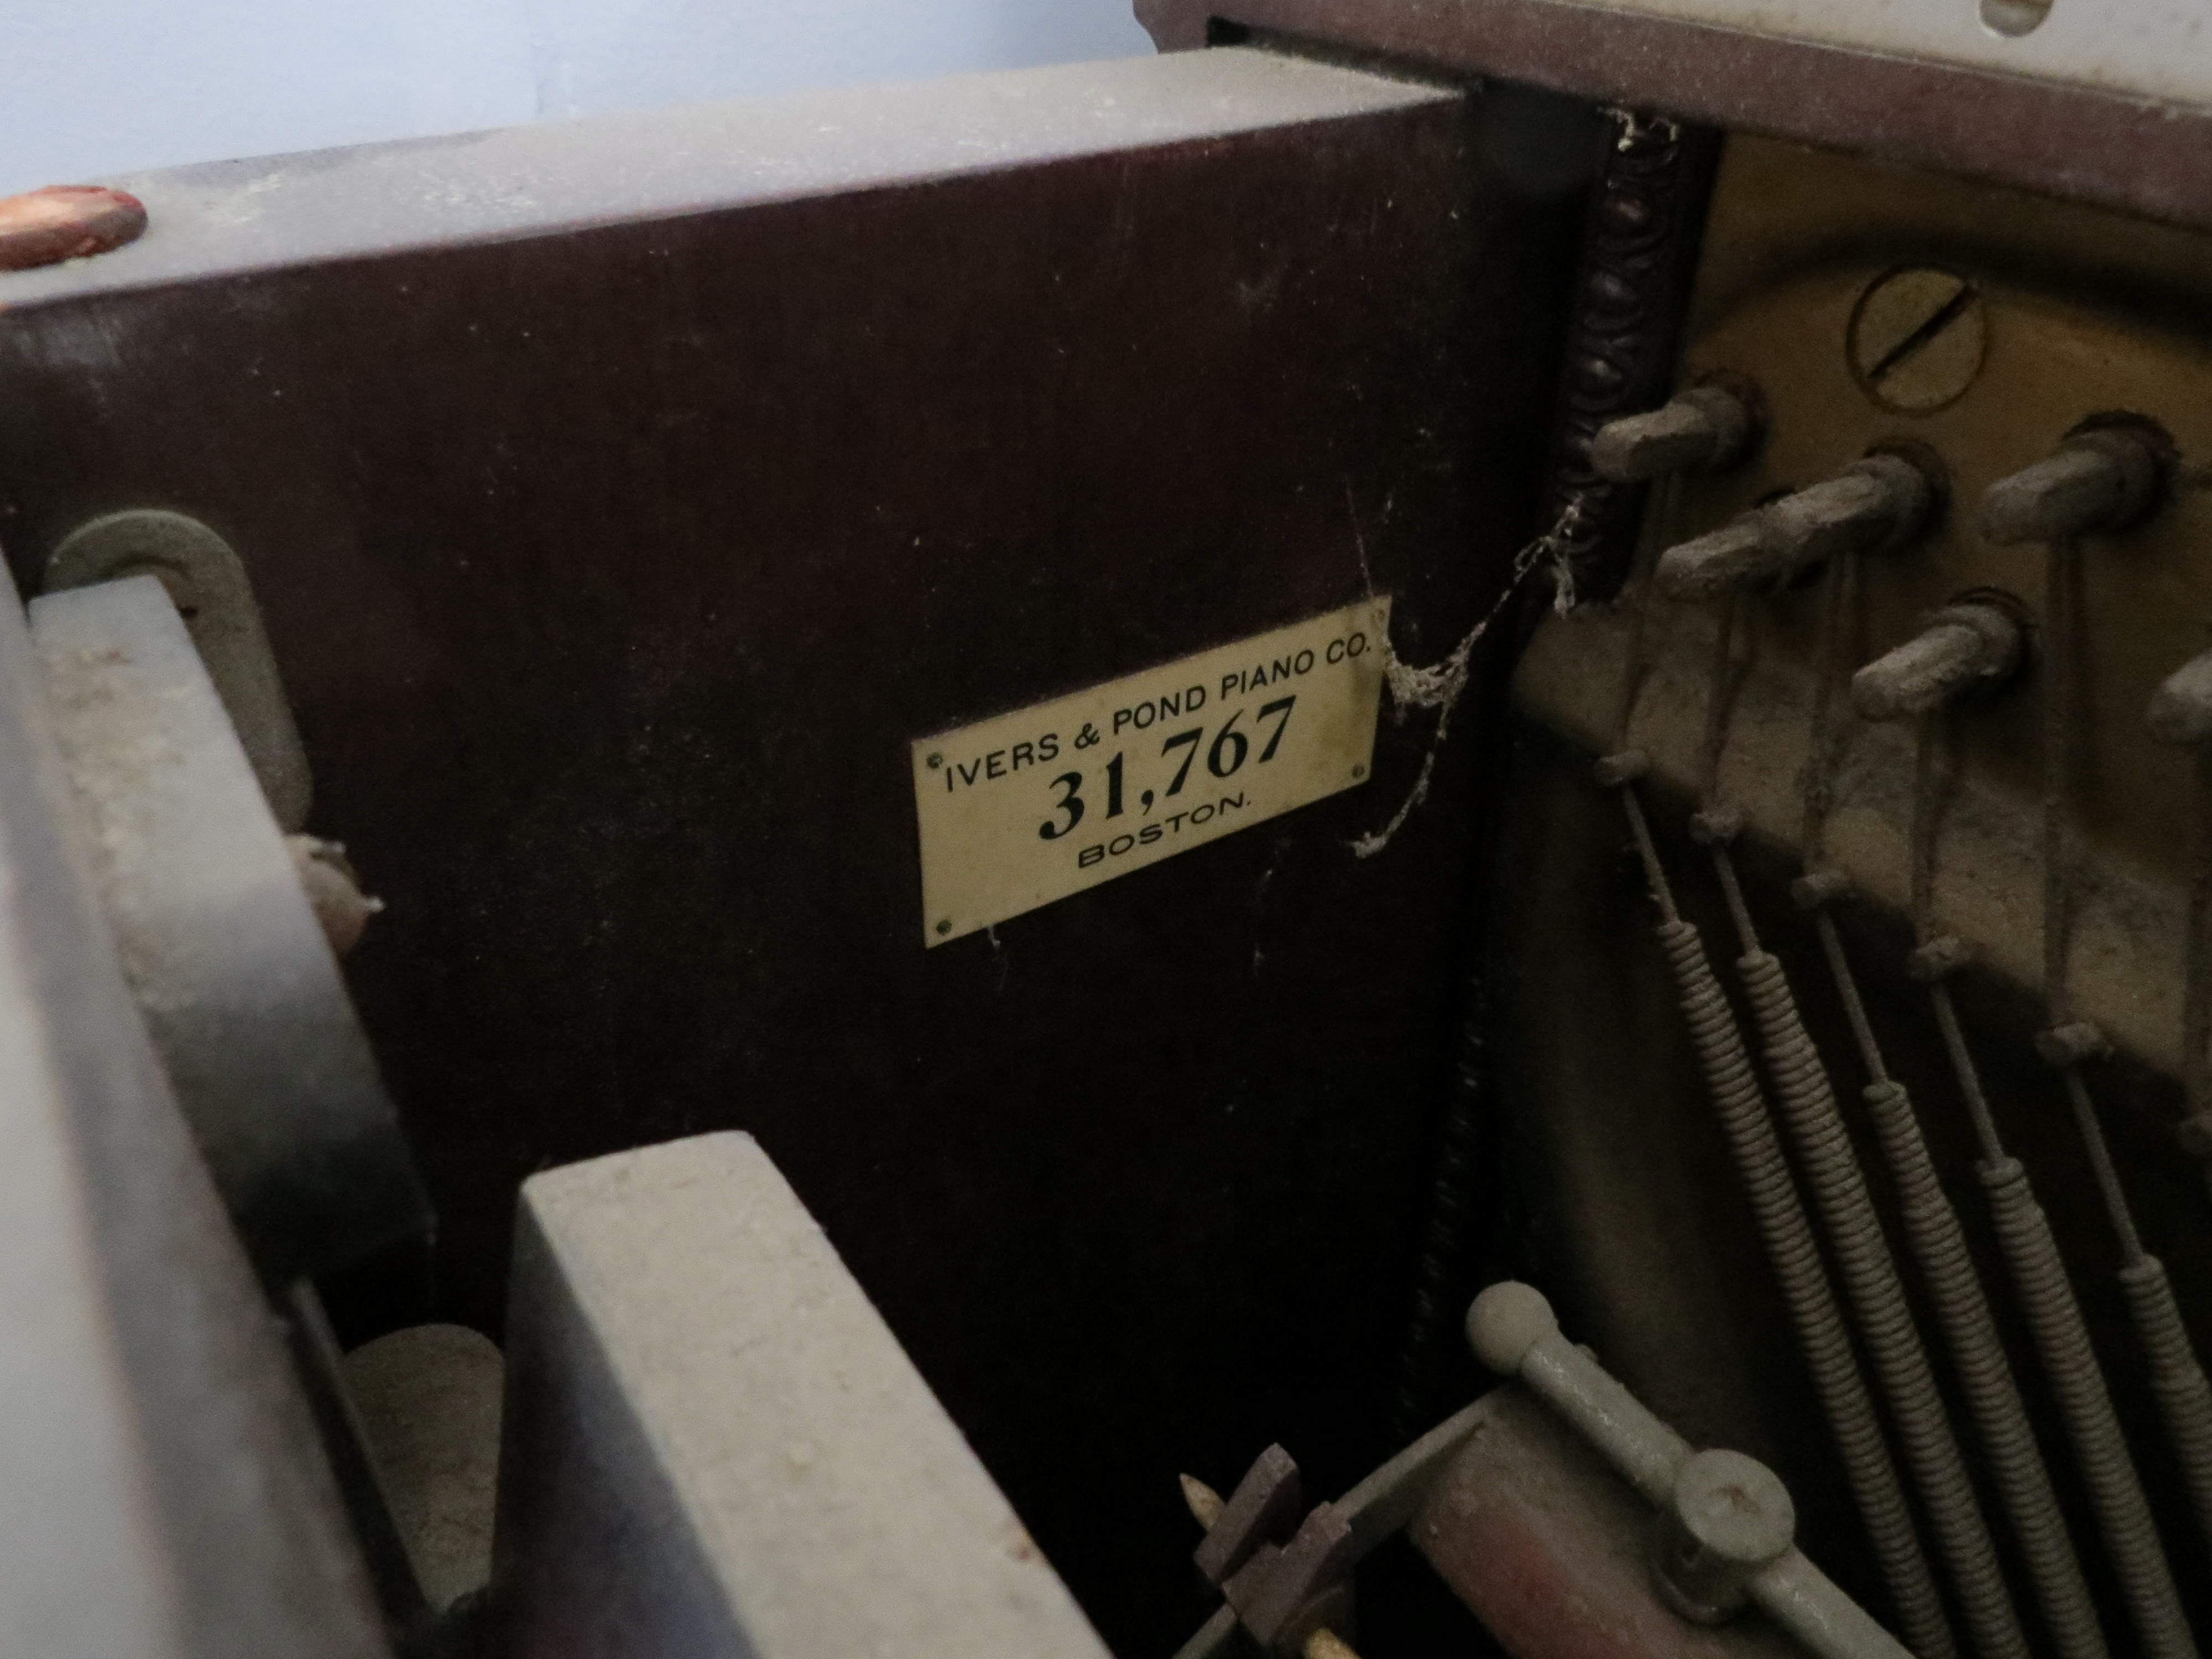 IVERS & POND PIANO CO.
31,767
BOSTON.